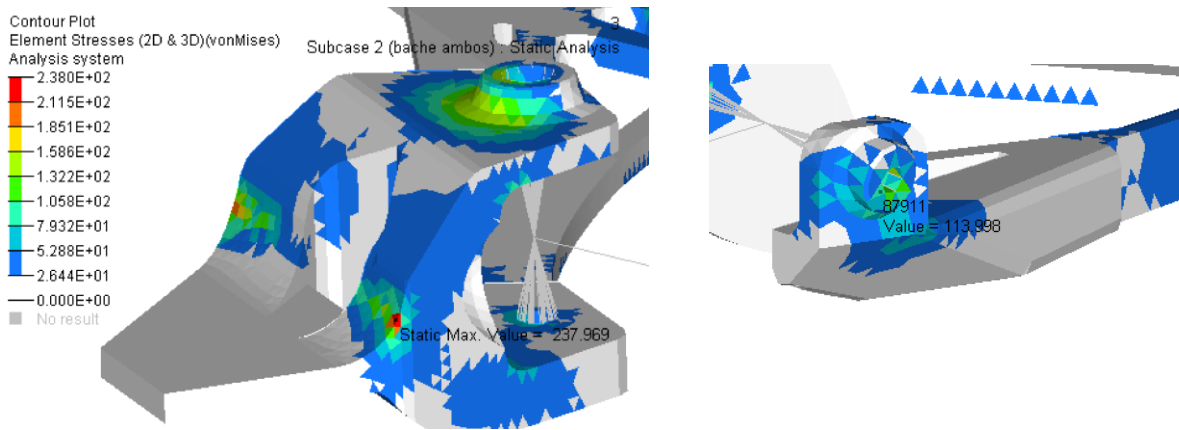 Contour Plot
Element Stresses (2D & 3D)(vonMises)
Analysis system
2.380E+02
2.115E+02
1.851E+02
1.586E+02
1.322E+02
1.058E+02
7.932E+01
5.288E+01
2.644E+01
0.000E+00
No result
3
Subcase 2 (bache ambos) : Static Analysis
Static Max. Value = 237.969
87911
Value = 113.998